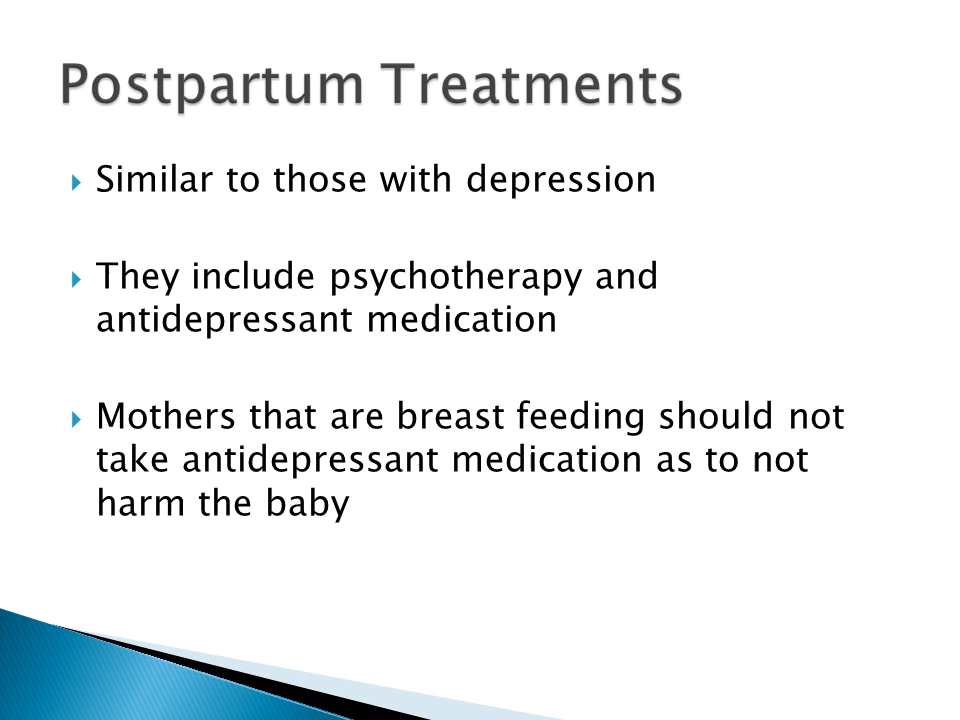 Postpartum Treatments
Similar to those with depression
They include psychotherapy and
antidepressant medication
Mothers that are breast feeding should not
take antidepressant medication as to not
harm the baby